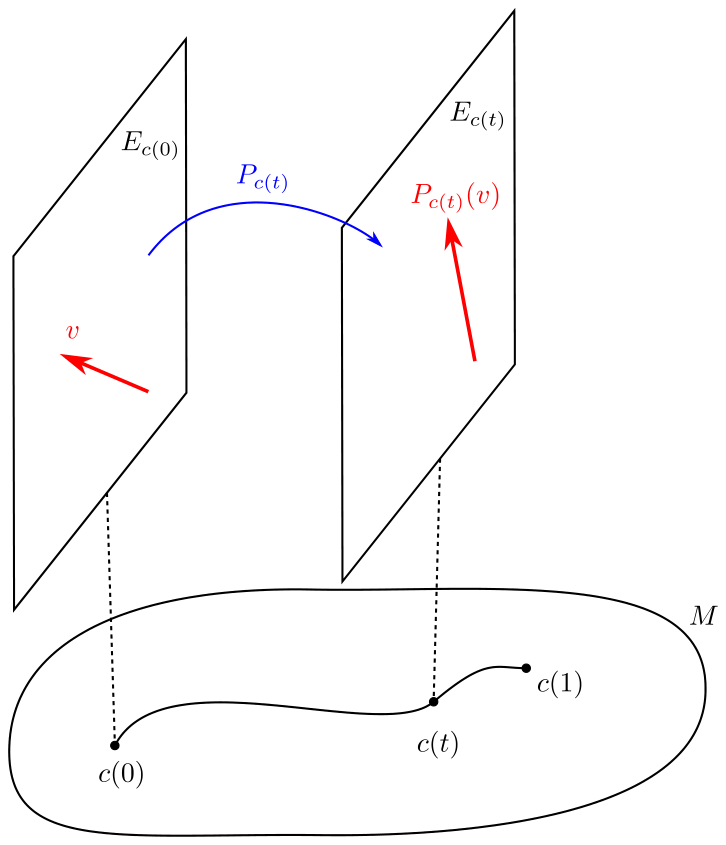 E_{c(t)}
E_{c(0)}
P_{c(t)}
P_{c(t)}(v)
v
M
c(1)
c(t)
c(0)